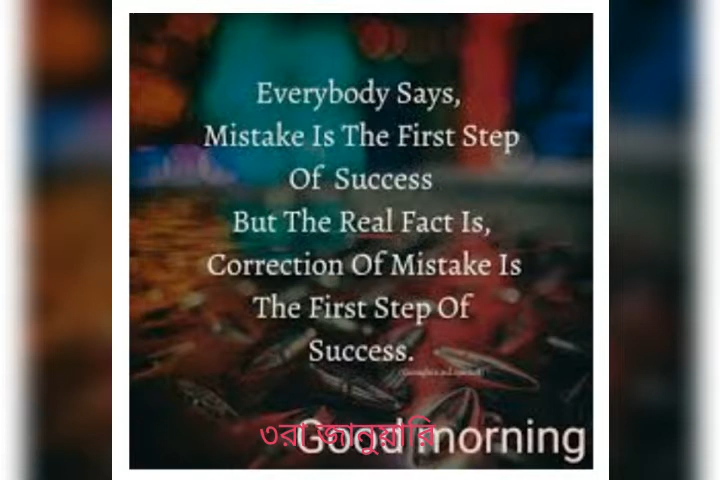 Everybody Says,
Mistake Is The First Step
Of Success
But The Real Fact Is,
Correction Of Mistake Is
The First Step Of
Success.
Good morning
৩রা জানুয়ারি